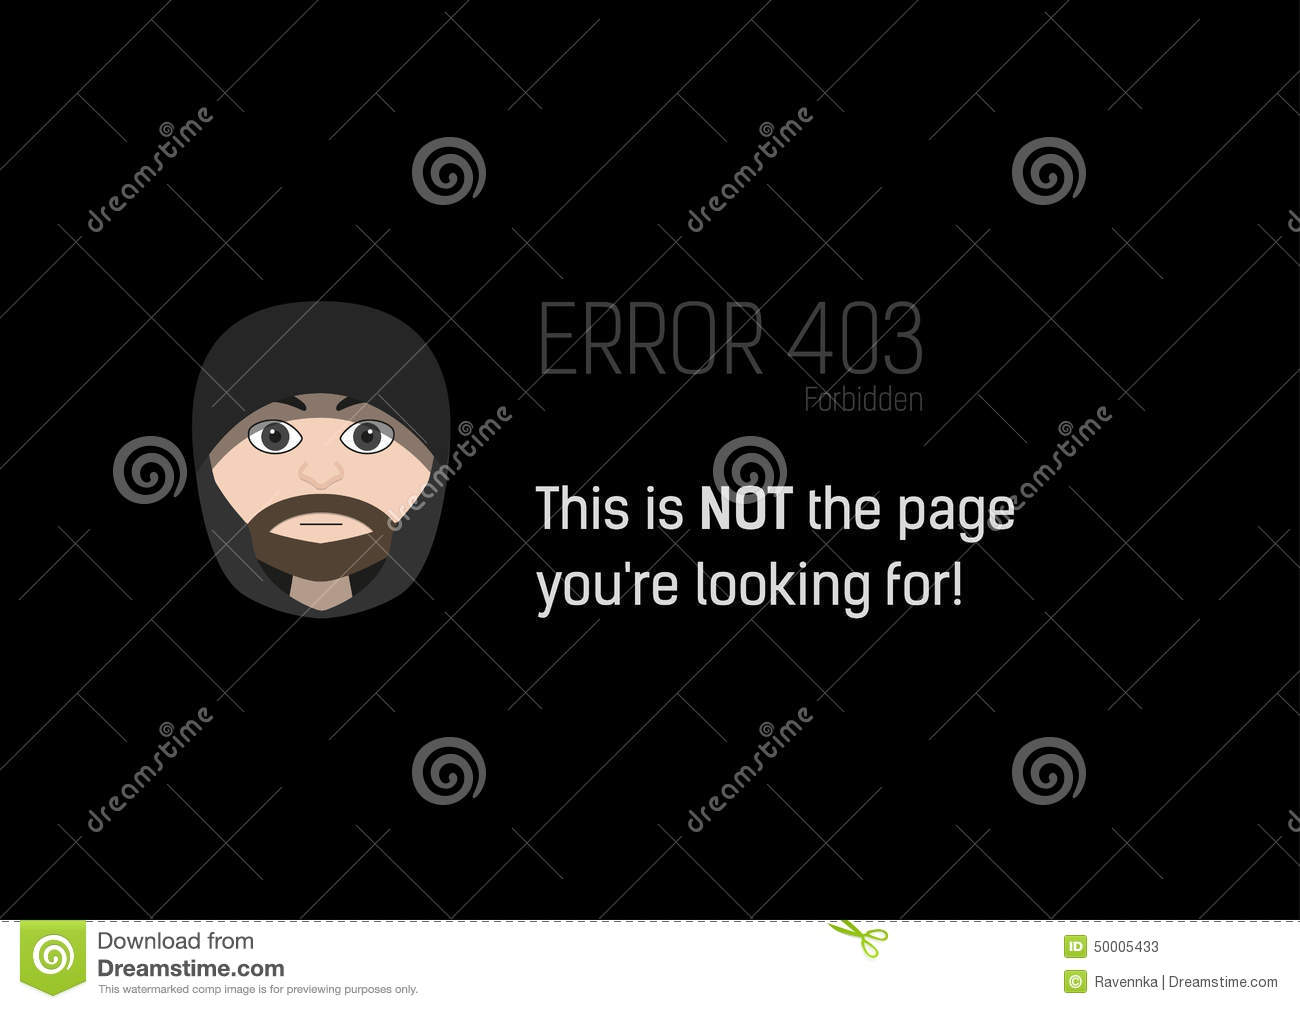 dreamstime
dreamstime
ERROR 403
Forbidden
dreamstime
dreamstime
This is NOT the page
you're looking for!
dreamstime
dreamstime
Download from
Dreamstime.com
This watermarked comp image is for previewing purposes only.
ID 50005433
© Ravennka | Dreamstime.com